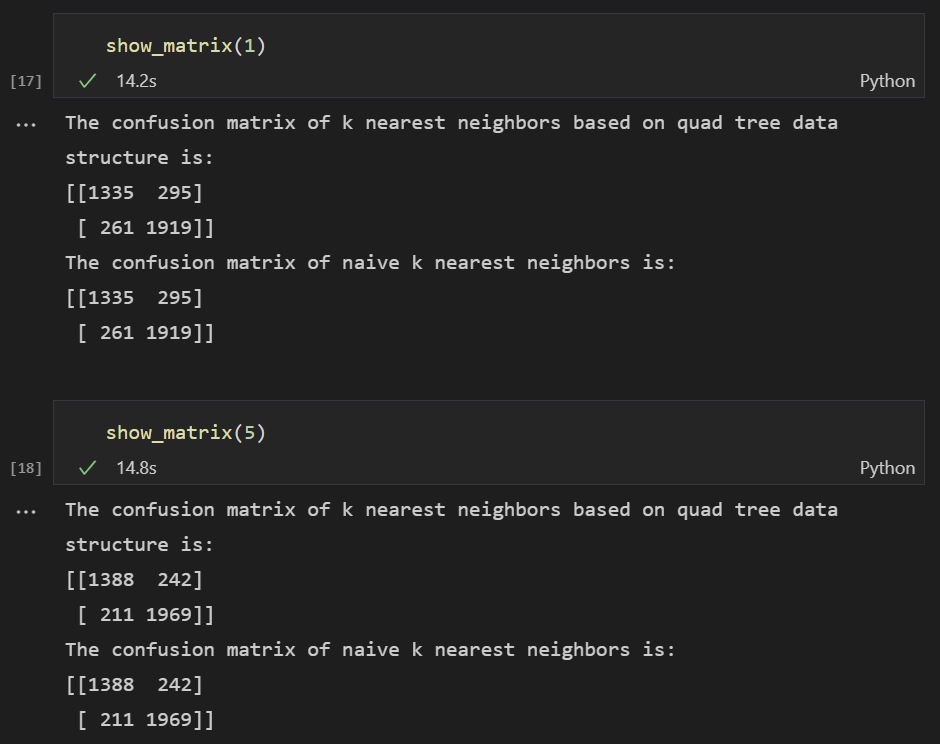 show_matrix(1)
[17] ✓ 14.2s Python
... The confusion matrix of k nearest neighbors based on quad tree data
structure is:
[[1335  295]
 [ 261 1919]]
The confusion matrix of naive k nearest neighbors is:
[[1335  295]
 [ 261 1919]]
show_matrix(5)
[18] ✓ 14.8s Python
... The confusion matrix of k nearest neighbors based on quad tree data
structure is:
[[1388  242]
 [ 211 1969]]
The confusion matrix of naive k nearest neighbors is:
[[1388  242]
 [ 211 1969]]